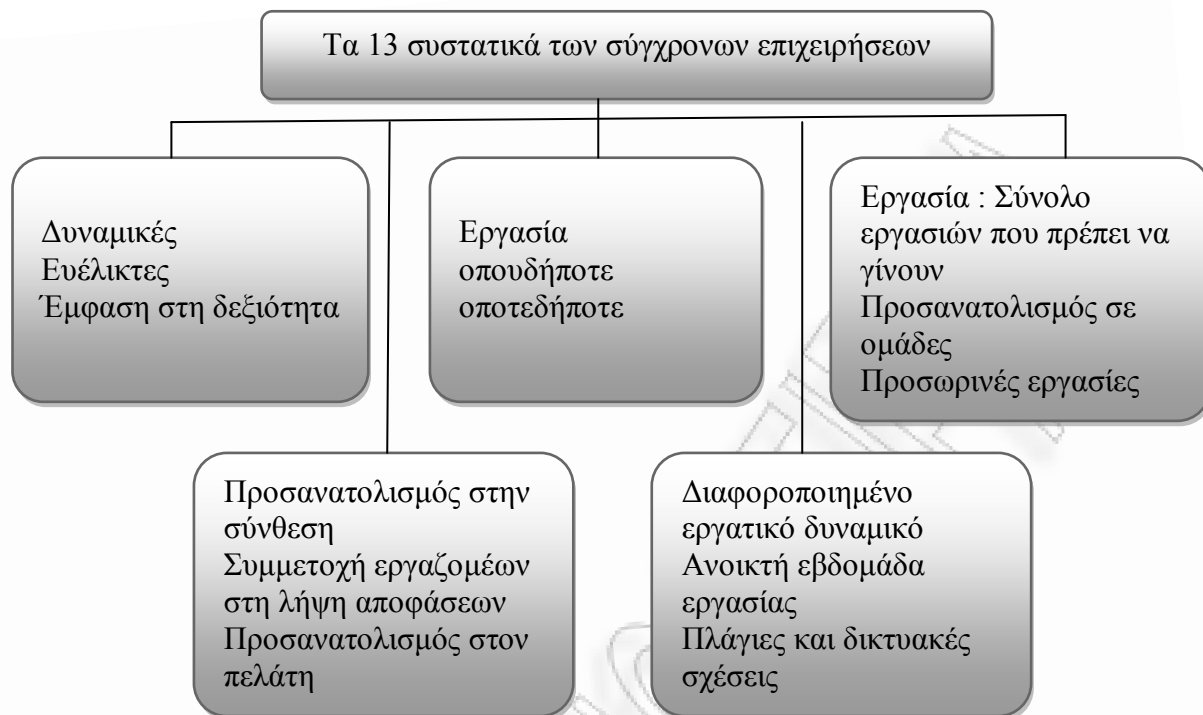 Τα 13 συστατικά των σύγχρονων επιχειρήσεων
Δυναμικές
Ευέλικτες
Έμφαση στη δεξιότητα
Εργασία
οπουδήποτε
οποτεδήποτε
Εργασία : Σύνολο
εργασιών που πρέπει να
γίνουν
Προσανατολισμός σε
ομάδες
Προσωρινές εργασίες
Προσανατολισμός στην
σύνθεση
Συμμετοχή εργαζομέων
στη λήψη αποφάσεων
Προσανατολισμός στον
πελάτη
Διαφοροποιημένο
εργατικό δυναμικό
Ανοικτή εβδομάδα
εργασίας
Πλάγιες και δικτυακές
σχέσεις